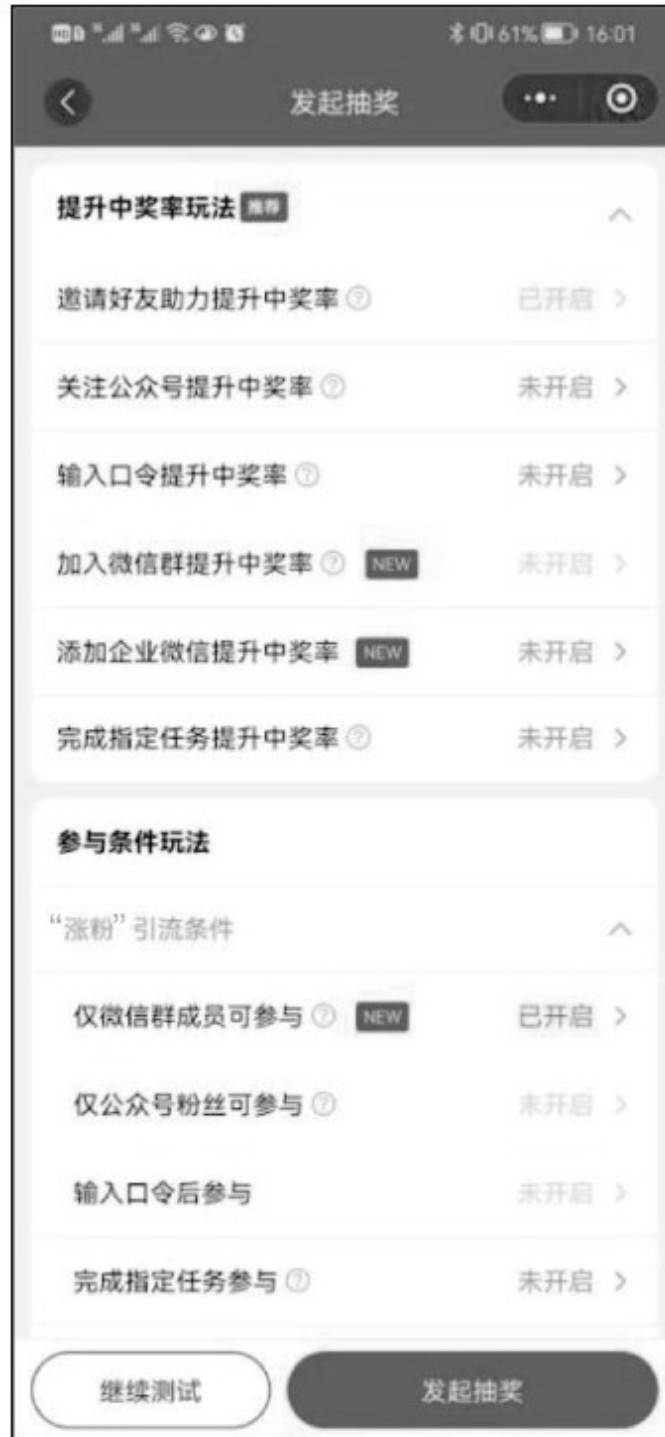 61% 16:01
发起抽奖
提升中奖率玩法 推荐
邀请好友助力提升中奖率 ? 已开启 >
关注公众号提升中奖率 ? 未开启 >
输入口令提升中奖率 ? 未开启 >
加入微信群提升中奖率 ? NEW 未开启 >
添加企业微信提升中奖率 NEW 未开启 >
完成指定任务提升中奖率 ? 未开启 >
参与条件玩法
“涨粉”引流条件
仅微信群成员可参与 ? NEW 已开启 >
仅公众号粉丝可参与 ? 未开启 >
输入口令后参与 未开启 >
完成指定任务参与 ? 未开启 >
继续测试 发起抽奖